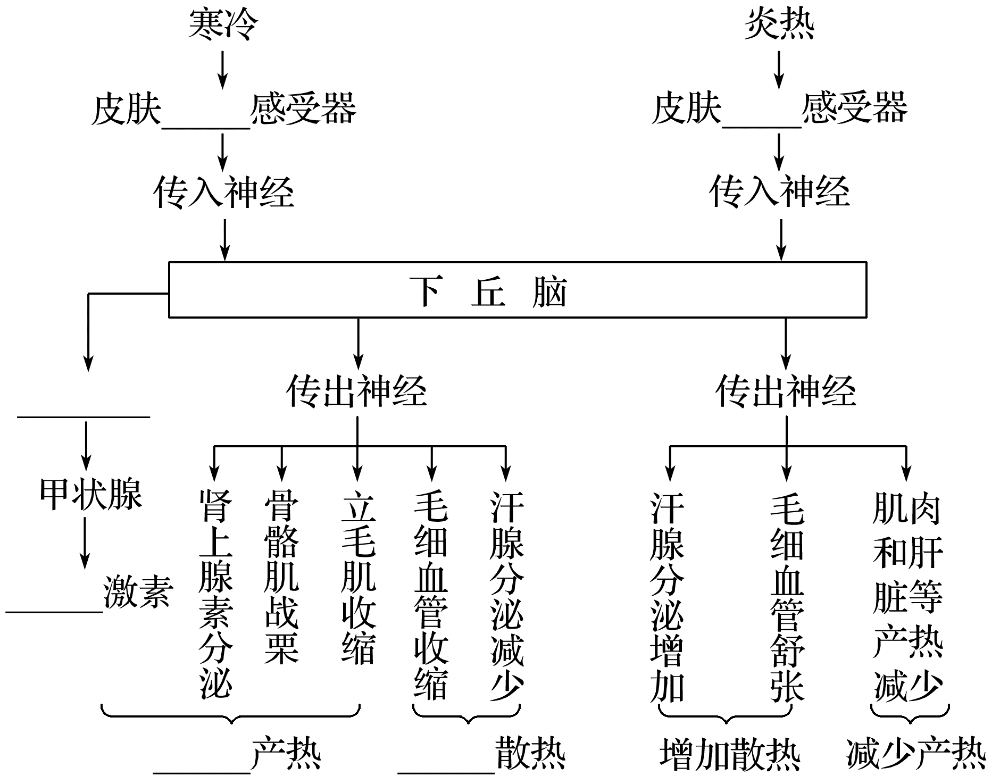 寒冷
炎热
皮肤______感受器
皮肤______感受器
传入神经
传入神经
下丘脑
传出神经
传出神经
______
甲状腺
______激素
肾上腺素分泌
骨骼肌战栗
立毛肌收缩
毛细血管收缩
汗腺分泌减少
汗腺分泌增加
毛细血管舒张
肌肉
和肝
脏等
产热
减少
______产热
______散热
增加散热
减少产热